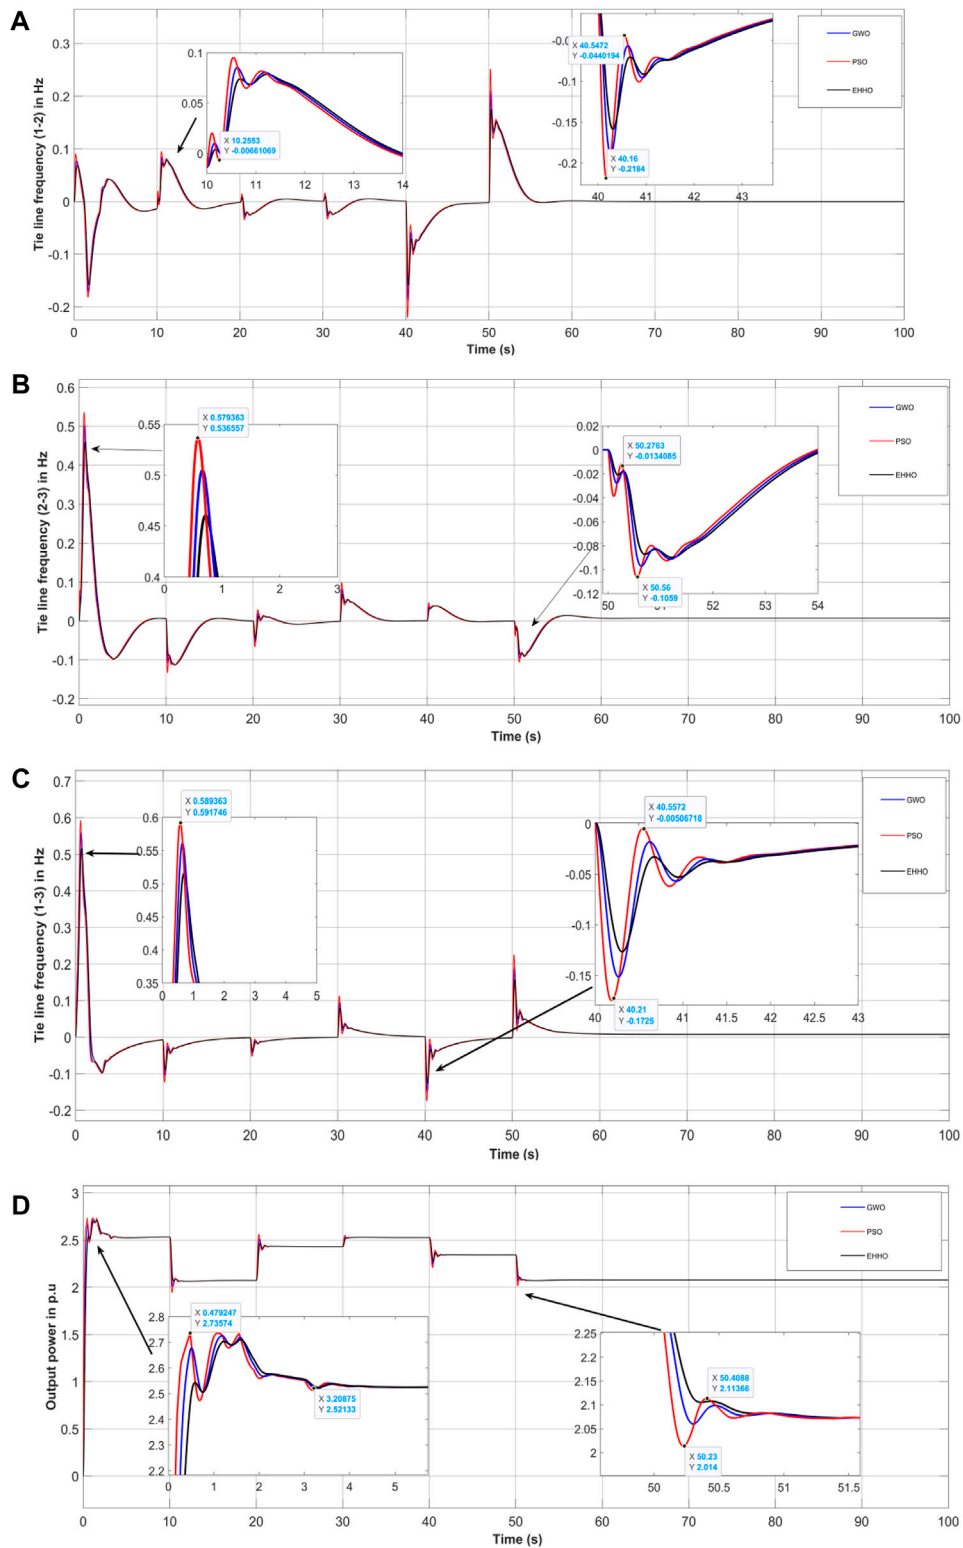 A
Tie line frequency (1-2) in Hz
0.3
0.2
0.1
0
-0.1
-0.2
0 10 20 30 40 50 60 70 80 90 100
Time (s)
0.1
0.05
0
10 11 12 13 14
X 10.2553
Y -0.00661069
-0.1
-0.15
-0.2
40 41 42 43
X 40.5472
Y -0.0440194
X 40.16
Y -0.2184
GWO
PSO
EHHO
B
Tie line frequency (2-3) in Hz
0.6
0.5
0.4
0.3
0.2
0.1
0
-0.1
-0.2
0 10 20 30 40 50 60 70 80 90 100
Time (s)
0.55
0.5
0.45
0.4
0 1 2 3
X 0.579363
Y 0.536557
0.02
0
-0.02
-0.04
-0.06
-0.08
-0.1
-0.12
50 52 53 54
X 50.2763
Y -0.0134085
X 50.56
Y -0.1059
GWO
PSO
EHHO
C
Tie line frequency (1-3) in Hz
0.7
0.6
0.5
0.4
0.3
0.2
0.1
0
-0.1
-0.2
0 10 20 30 40 50 60 70 80 90 100
Time (s)
0.6
0.55
0.5
0.45
0.4
0.35
0 1 2 3 4 5
X 0.589363
Y 0.591746
0
-0.05
-0.1
-0.15
40 41 41.5 42 42.5 43
X 40.5572
Y -0.00506718
X 40.21
Y -0.1725
GWO
PSO
EHHO
D
Output power in p.u
3
2.5
2
1.5
1
0.5
0
0 10 20 30 40 50 60 70 80 90 100
Time (s)
2.8
2.7
2.6
2.5
2.4
2.3
2.2
0 1 2 3 4 5
X 0.479247
Y 2.73574
X 3.20875
Y 2.52133
2.25
2.2
2.15
2.1
2.05
2
50 50.5 51 51.5
X 50.4088
Y 2.11366
X 50.23
Y 2.014
GWO
PSO
EHHO